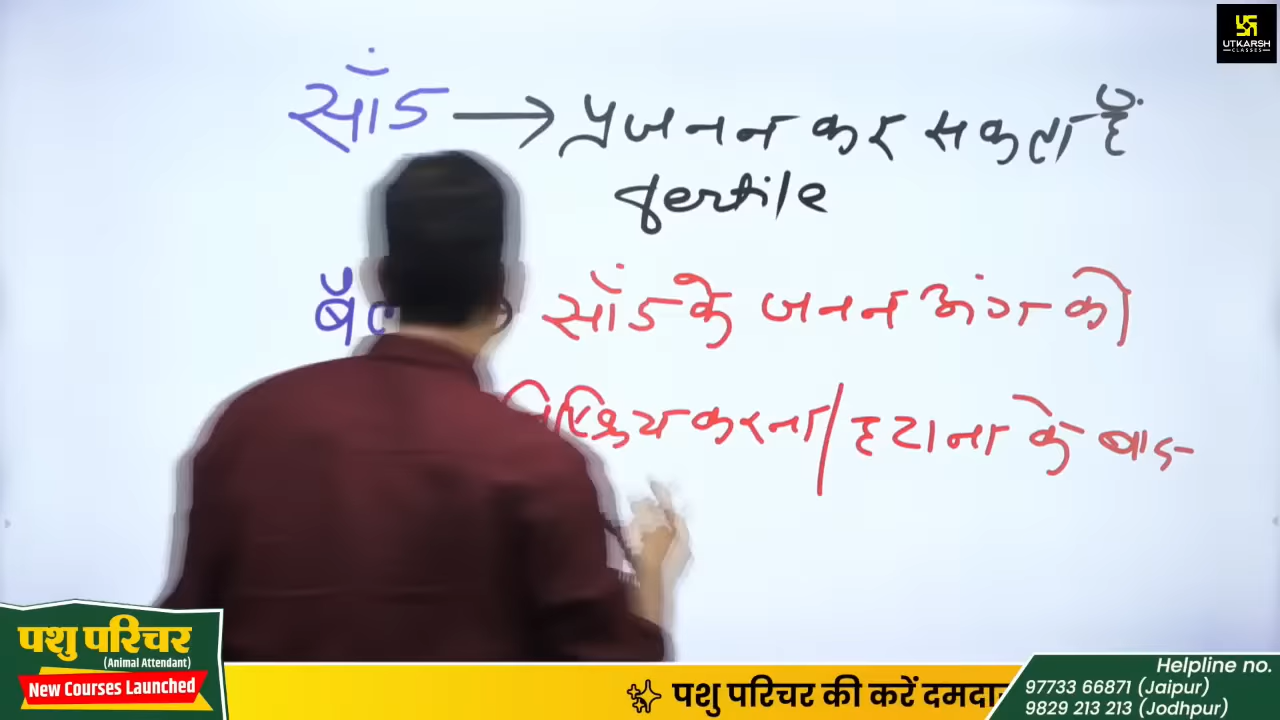 UTKARSH
CLASSES
साँड → प्रजनन कर सकता है
fertile
साँड के जनन अंग को
निष्क्रिय करना / हटाना के बाद
पशु परिचर
(Animal Attendant)
New Courses Launched
पशु परिचर की करें
Helpline no.
97733 66871 (Jaipur)
9829 213 213 (Jodhpur)